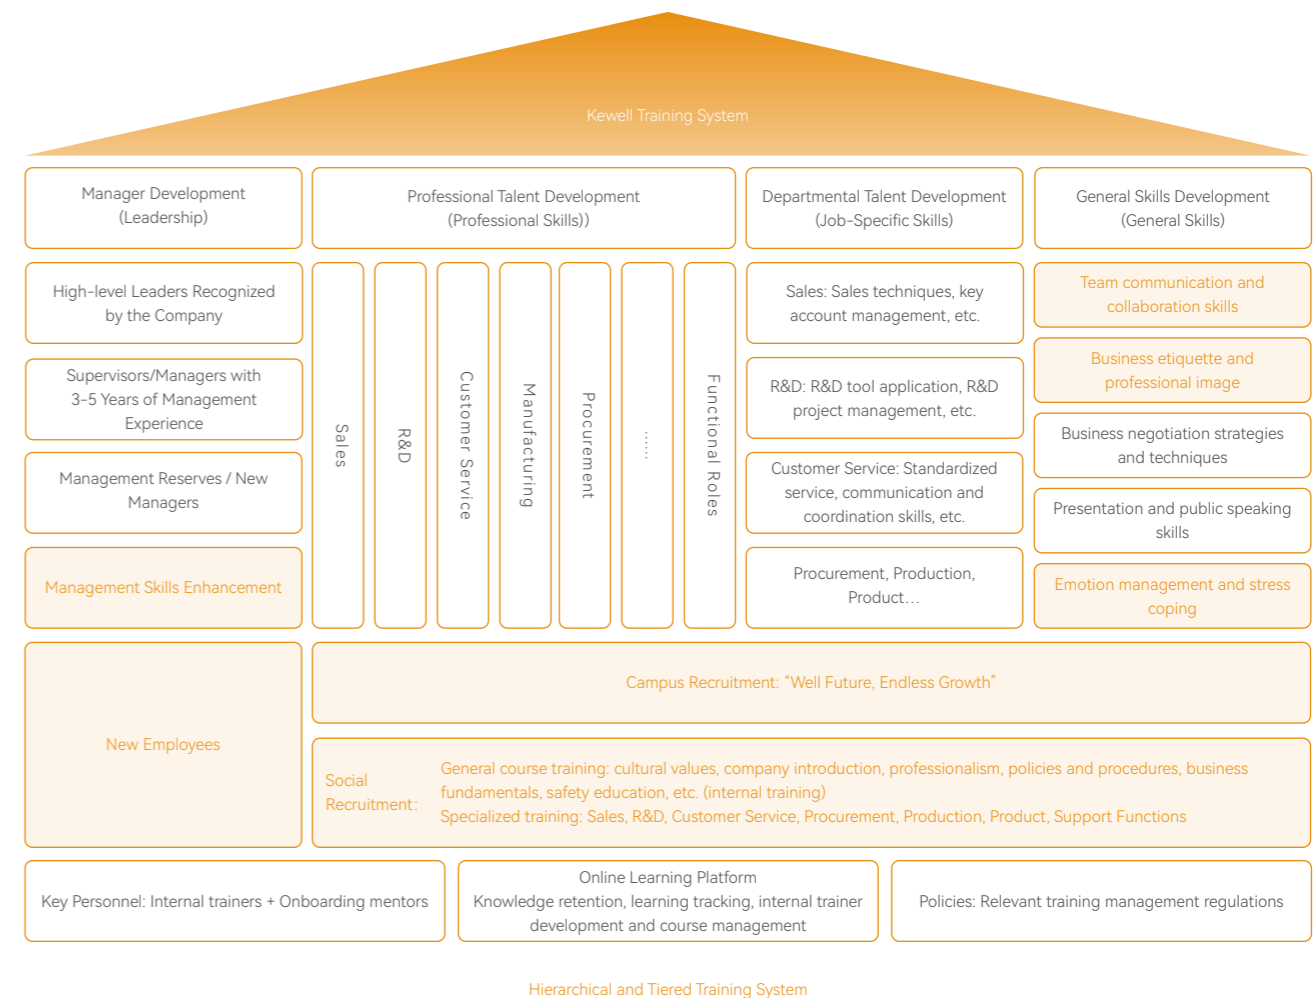 Kewell Training System
Manager Development
(Leadership)
Professional Talent Development
(Professional Skills))
Departmental Talent Development
(Job-Specific Skills)
General Skills Development
(General Skills)
High-level Leaders Recognized
by the Company
Supervisors/Managers with
3-5 Years of Management
Experience
Management Reserves / New
Managers
Management Skills Enhancement
Sales
R&D
Customer Service
Manufacturing
Procurement
......
Functional Roles
Sales: Sales techniques, key
account management, etc.
R&D: R&D tool application, R&D
project management, etc.
Customer Service: Standardized
service, communication and
coordination skills, etc.
Procurement, Production,
Product...
Team communication and
collaboration skills
Business etiquette and
professional image
Business negotiation strategies
and techniques
Presentation and public speaking
skills
Emotion management and stress
coping
New Employees
Campus Recruitment: “Well Future, Endless Growth”
Social
Recruitment:
General course training: cultural values, company introduction, professionalism, policies and procedures, business
fundamentals, safety education, etc. (internal training)
Specialized training: Sales, R&D, Customer Service, Procurement, Production, Product, Support Functions
Key Personnel: Internal trainers + Onboarding mentors
Online Learning Platform
Knowledge retention, learning tracking, internal trainer
development and course management
Policies: Relevant training management regulations
Hierarchical and Tiered Training System